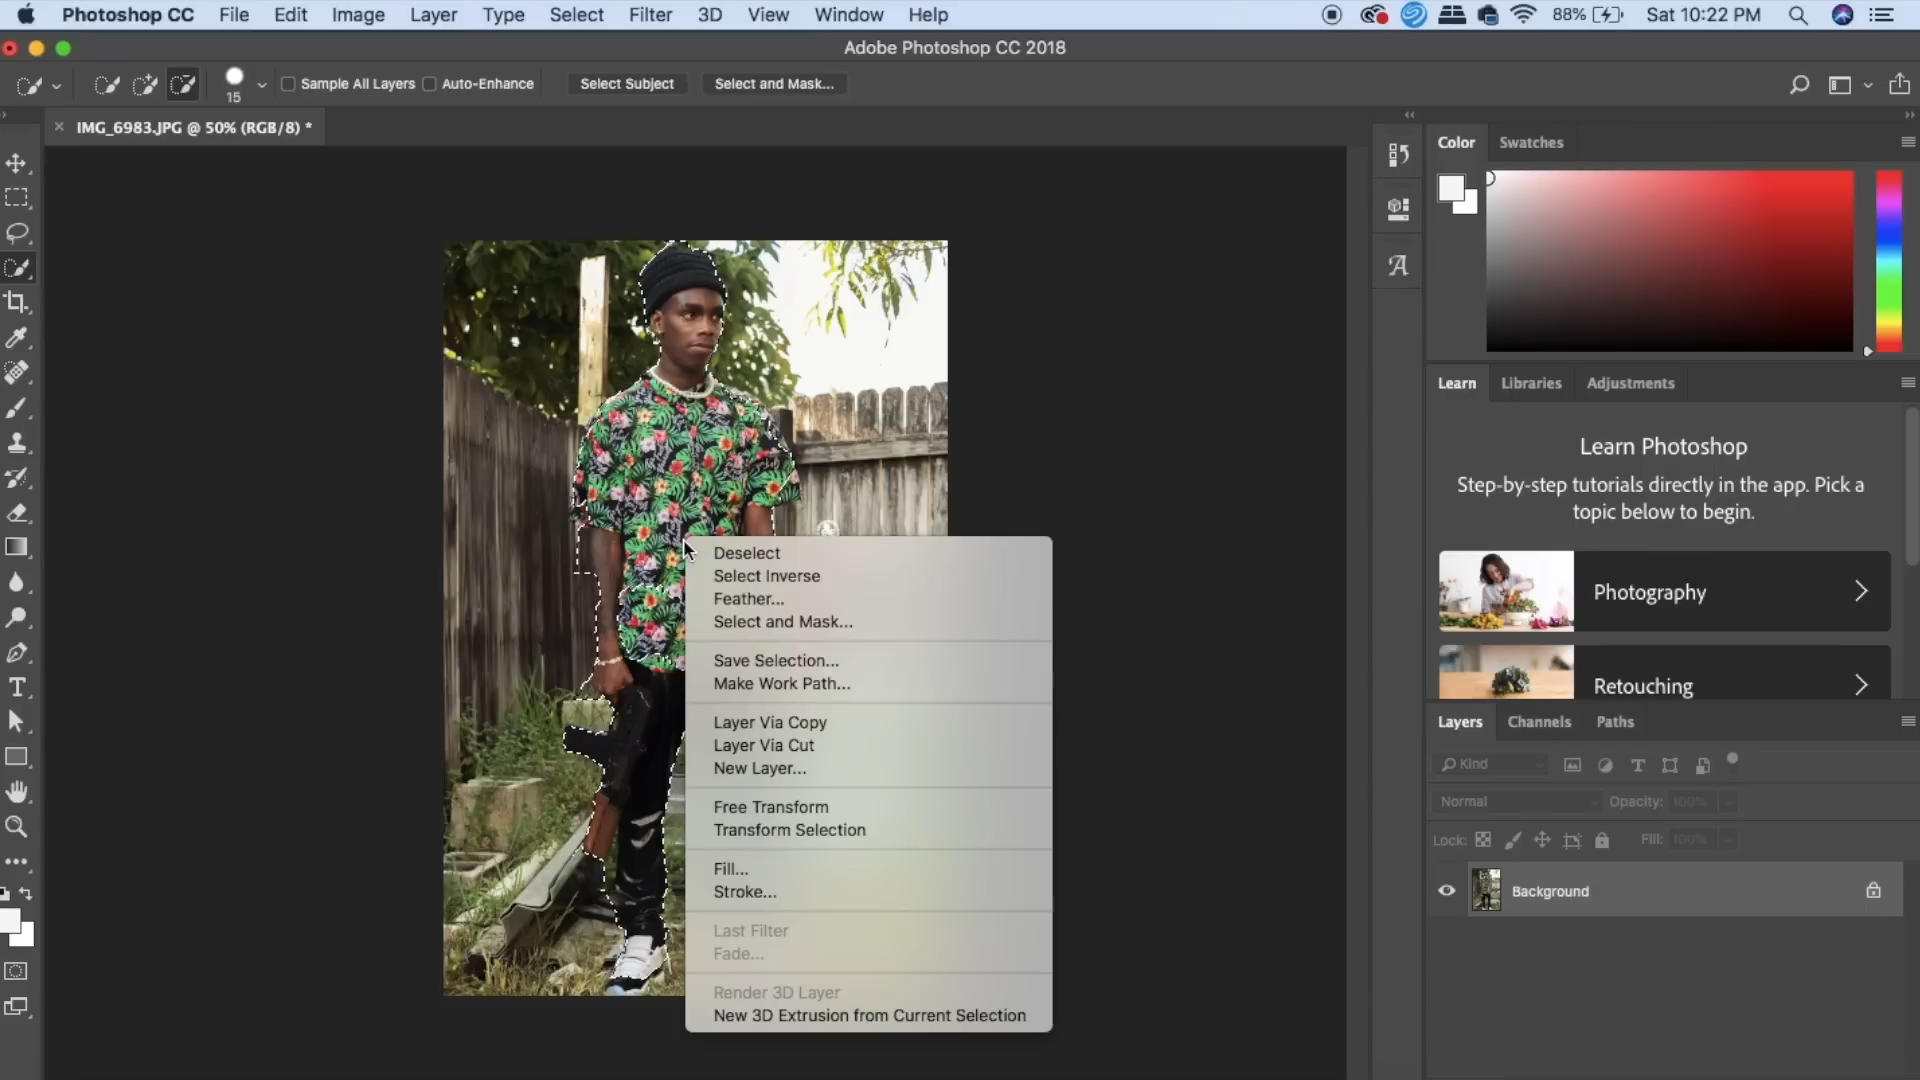 Photoshop CC File Edit Image Layer Type Select Filter 3D View Window Help 88% Sat 10:22 PM
Adobe Photoshop CC 2018
15 Sample All Layers Auto-Enhance Select Subject Select and Mask...
IMG_6983.JPG @ 50% (RGB/8) *
Color Swatches
Learn Libraries Adjustments
Learn Photoshop
Step-by-step tutorials directly in the app. Pick a
topic below to begin.
Photography
Retouching
Deselect
Select Inverse
Feather...
Select and Mask...
Save Selection...
Make Work Path...
Layer Via Copy
Layer Via Cut
New Layer...
Free Transform
Transform Selection
Fill...
Stroke...
Last Filter
Fade...
Render 3D Layer
New 3D Extrusion from Current Selection
Layers Channels Paths
Kind
Normal Opacity: 100%
Lock: Fill: 100%
Background